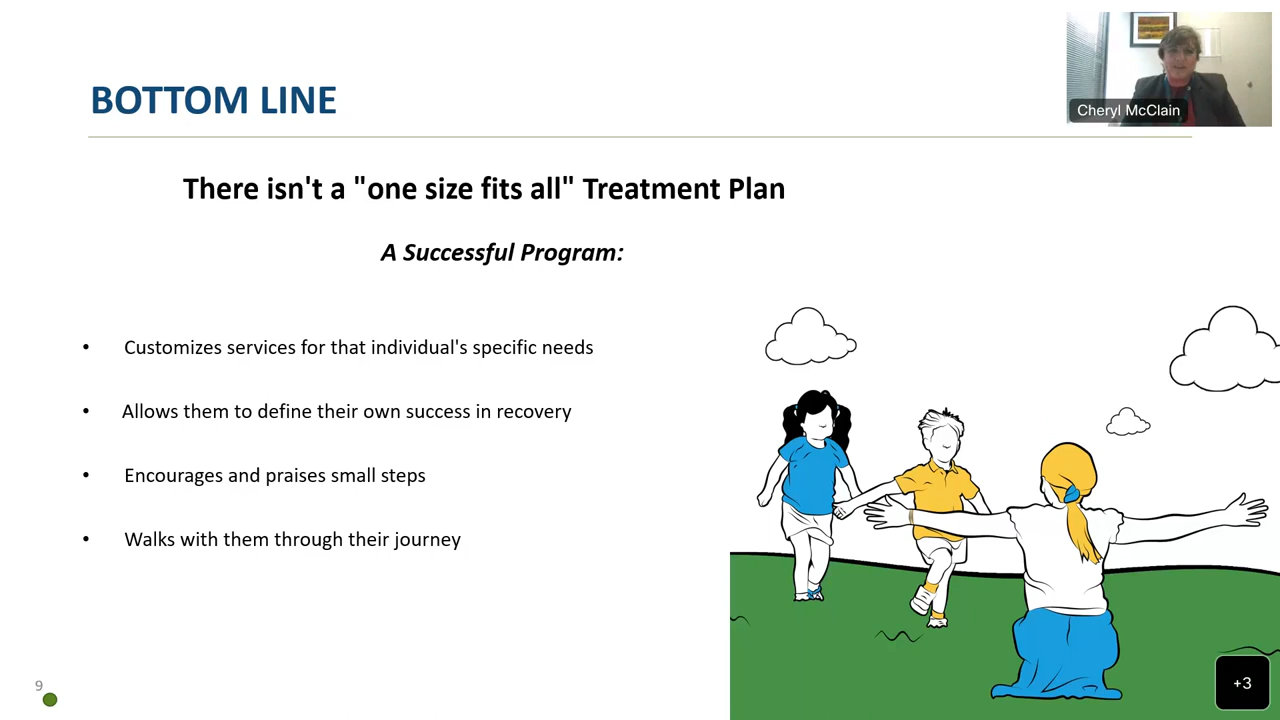 BOTTOM LINE
Cheryl McClain
There isn't a "one size fits all" Treatment Plan
A Successful Program:
• Customizes services for that individual's specific needs
• Allows them to define their own success in recovery
• Encourages and praises small steps
• Walks with them through their journey
9
+3